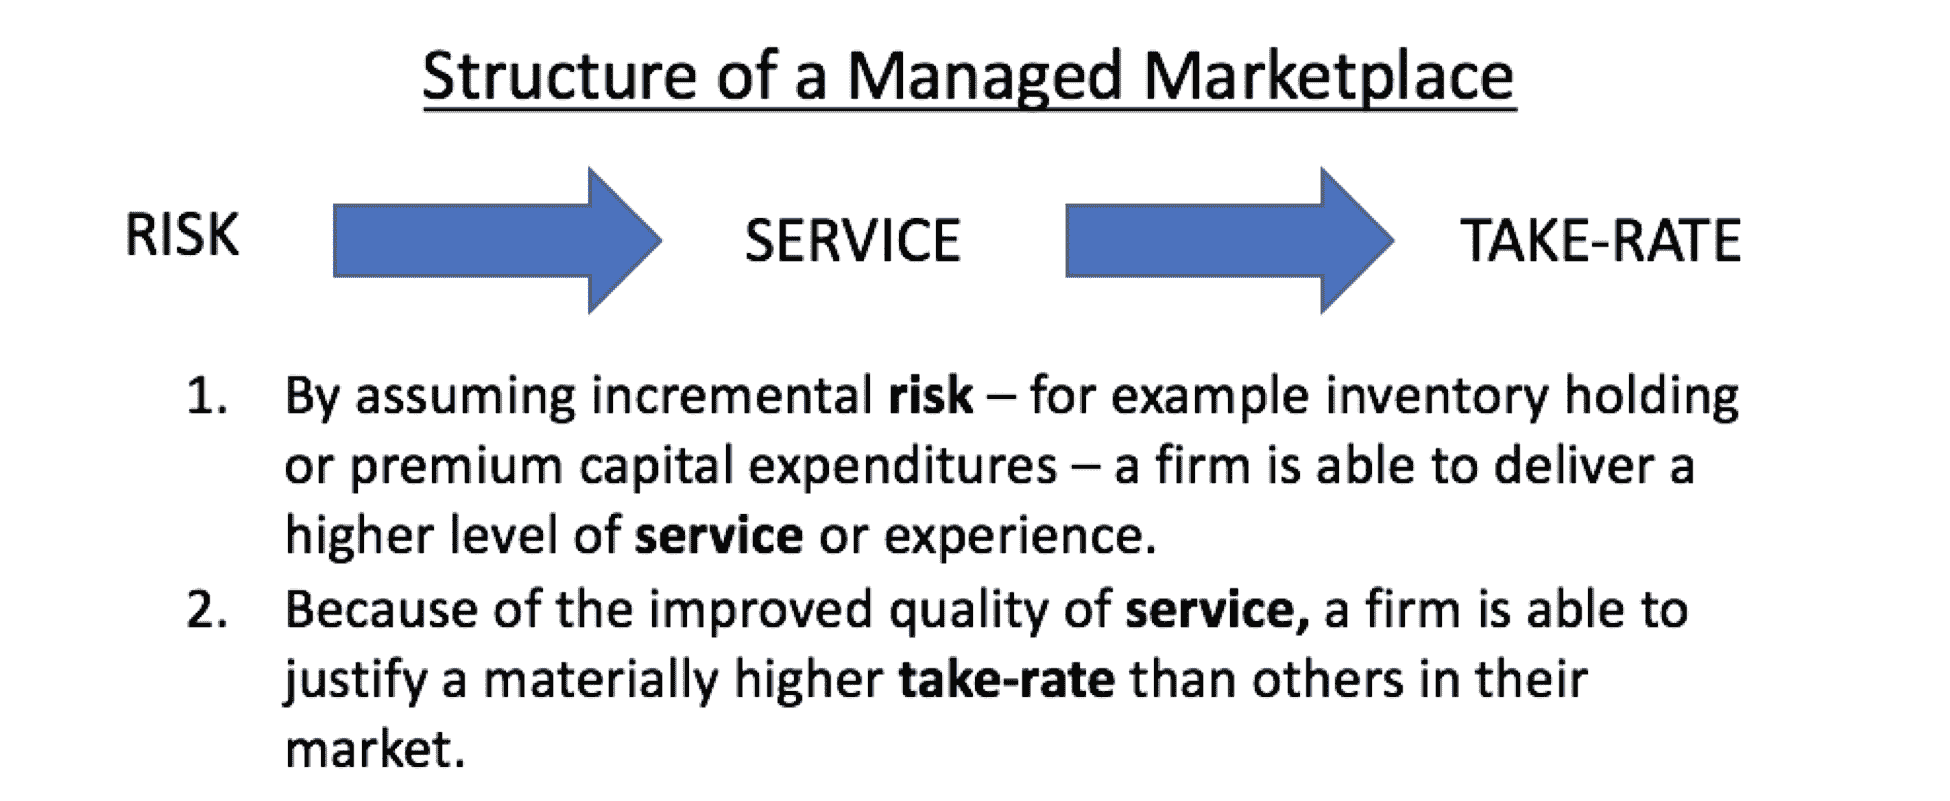 Structure of a Managed Marketplace
RISK SERVICE TAKE-RATE
1. By assuming incremental risk – for example inventory holding
or premium capital expenditures – a firm is able to deliver a
higher level of service or experience.
2. Because of the improved quality of service, a firm is able to
justify a materially higher take-rate than others in their
market.